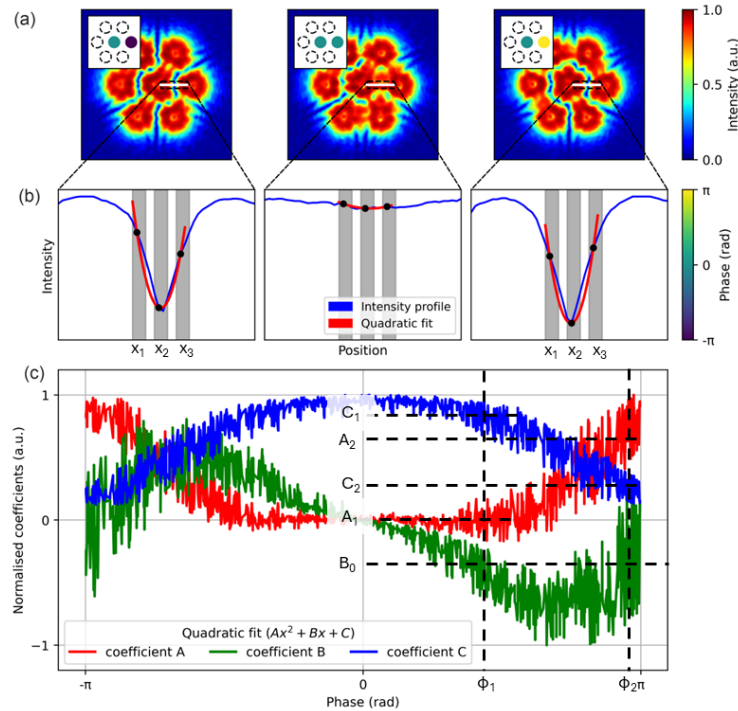 (a)
1.0
0.5
0.0
Intensity (a.u.)
(b)
Intensity
Intensity profile
Quadratic fit
x₁ x₂ x₃
Position
x₁ x₂ x₃
π
0
-π
Phase (rad)
(c)
Normalised coefficients (a.u.)
1
0
−1
C₁
A₂
C₂
A₁
B₀
Quadratic fit (Ax² + Bx + C)
coefficient A
coefficient B
coefficient C
-π
0
Φ₁
Φ₂π
Phase (rad)